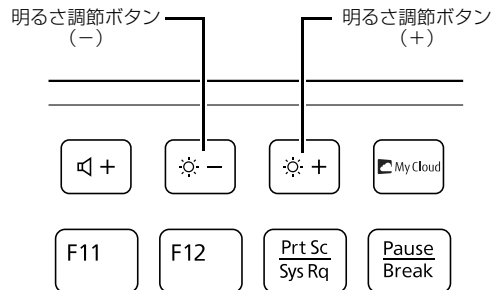 明るさ調節ボタン
（－）
明るさ調節ボタン
（＋）
+
－
+
My Cloud
F11
F12
Prt Sc
Sys Rq
Pause
Break